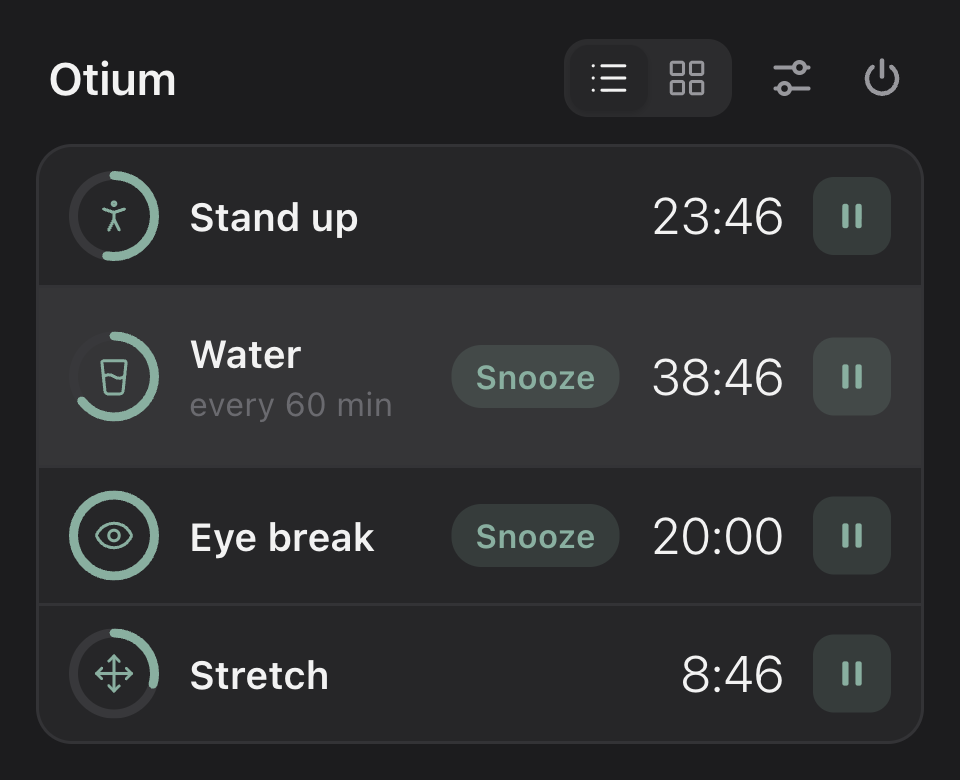 Otium
Stand up 23:46
Water
every 60 min
Snooze 38:46
Eye break Snooze 20:00
Stretch 8:46